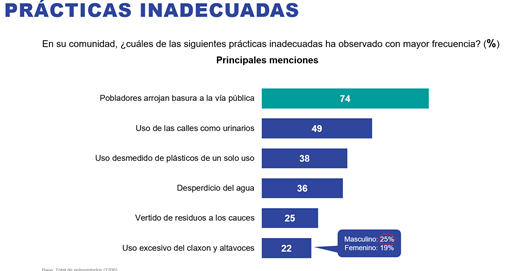 PRÁCTICAS INADECUADAS
En su comunidad, ¿cuáles de las siguientes prácticas inadecuadas ha observado con mayor frecuencia? (%)
Principales menciones
Pobladores arrojan basura a la vía pública 74
Uso de las calles como urinarios 49
Uso desmedido de plásticos de un solo uso 38
Desperdicio del agua 36
Vertido de residuos a los cauces 25
Uso excesivo del claxon y altavoces 22
Masculino: 25%
Femenino: 19%